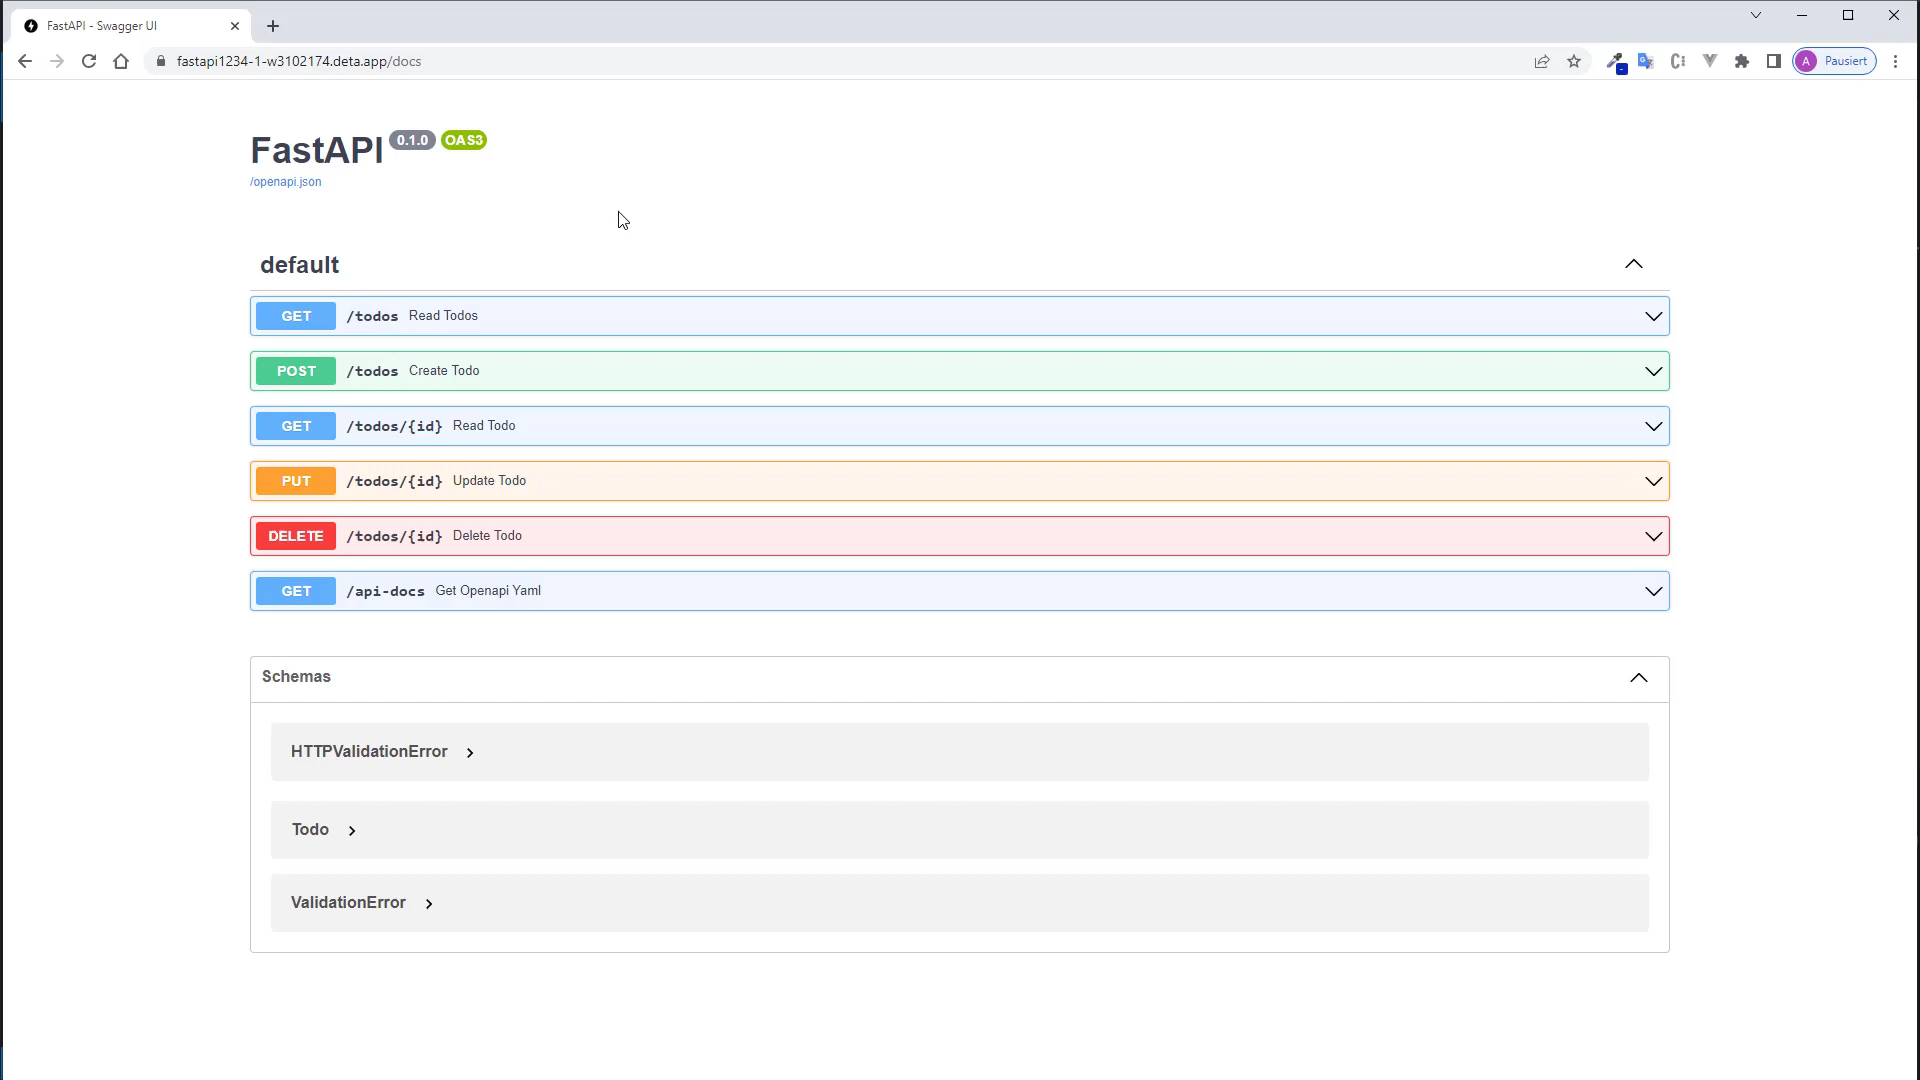 FastAPI - Swagger UI
fastapi1234-1-w3102174.deta.app/docs
A Pausiert
FastAPI 0.1.0 OAS3
/openapi.json
default
GET /todos Read Todos
POST /todos Create Todo
GET /todos/{id} Read Todo
PUT /todos/{id} Update Todo
DELETE /todos/{id} Delete Todo
GET /api-docs Get Openapi Yaml
Schemas
HTTPValidationError
Todo
ValidationError